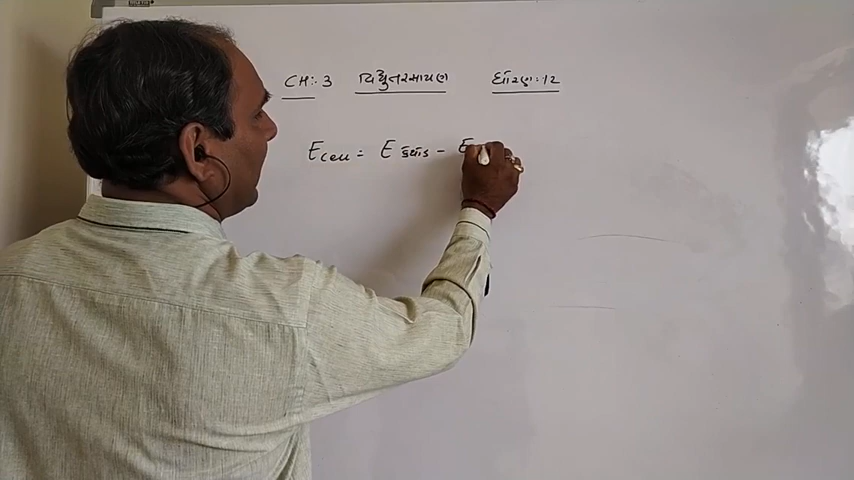 CH:- 3 વિદ્યુતરસાયણ ધોરણ:-12
Ecell = E કેથોડ - E